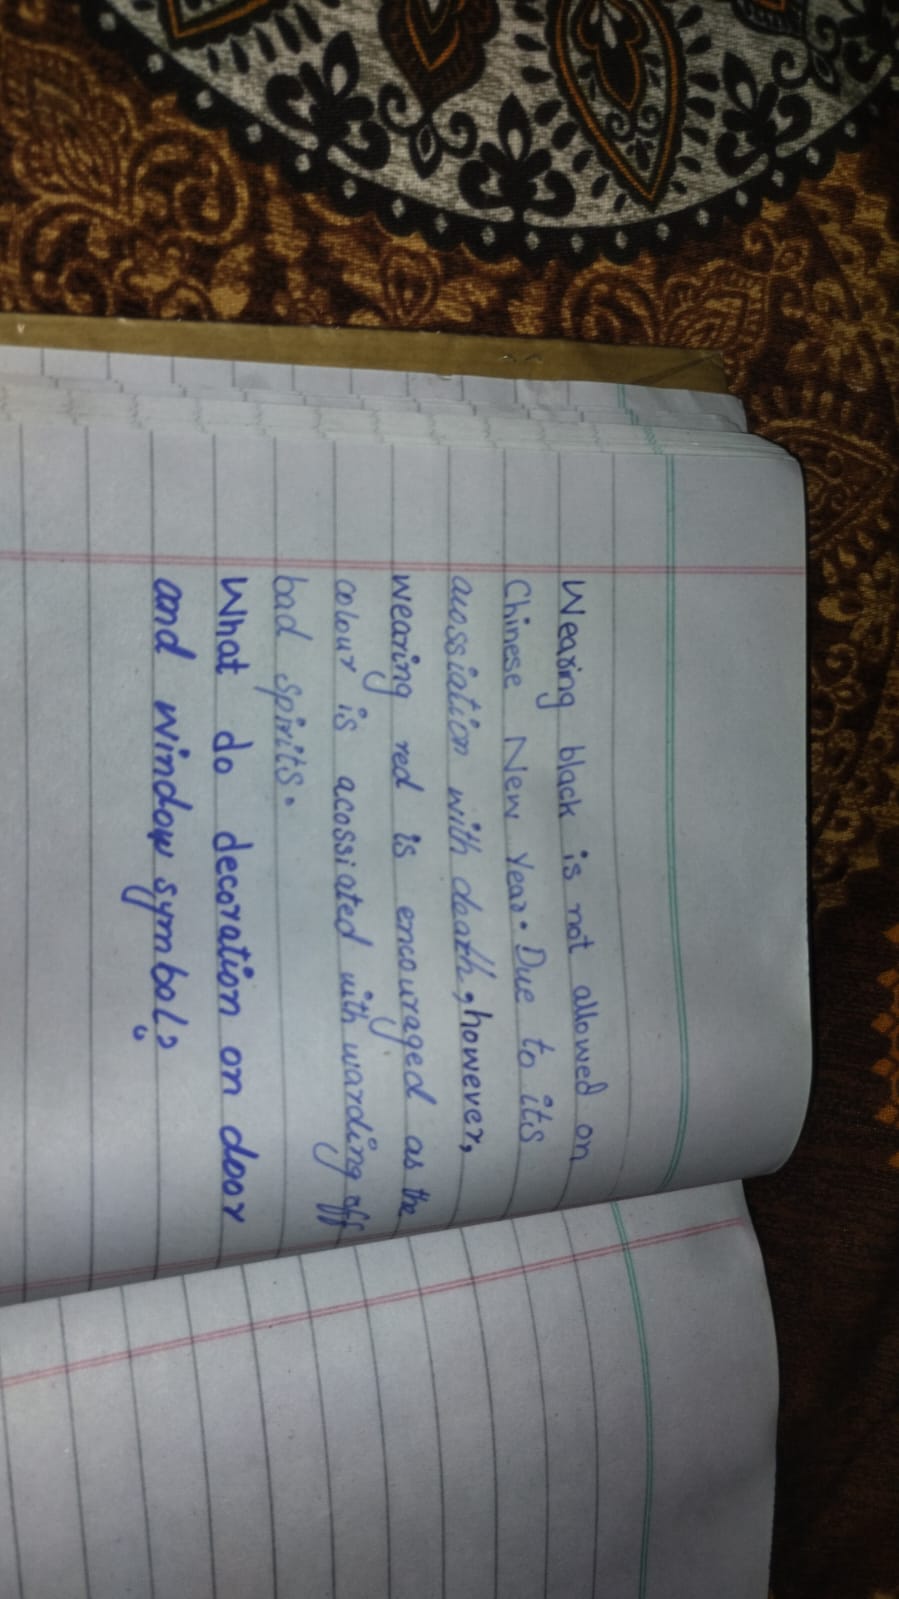 Wearing black is not allowed on
Chinese New Year. Due to its
acossiation with death, however,
wearing red is encouraged as the
colour is acossiated with warding off
bad spirits.
What do decoration on door
and window symbol?